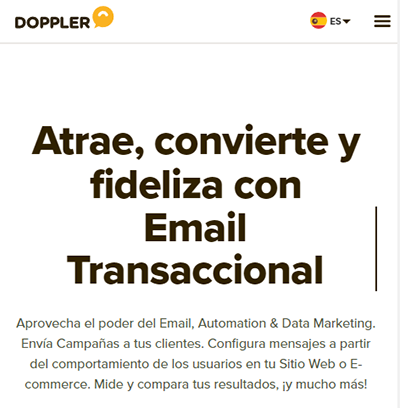 DOPPLER
ES
Atrae, convierte y
fideliza con
Email
Transaccional
Aprovecha el poder del Email, Automation & Data Marketing.
Envía Campañas a tus clientes. Configura mensajes a partir
del comportamiento de los usuarios en tu Sitio Web o E-
commerce. Mide y compara tus resultados, ¡y mucho más!